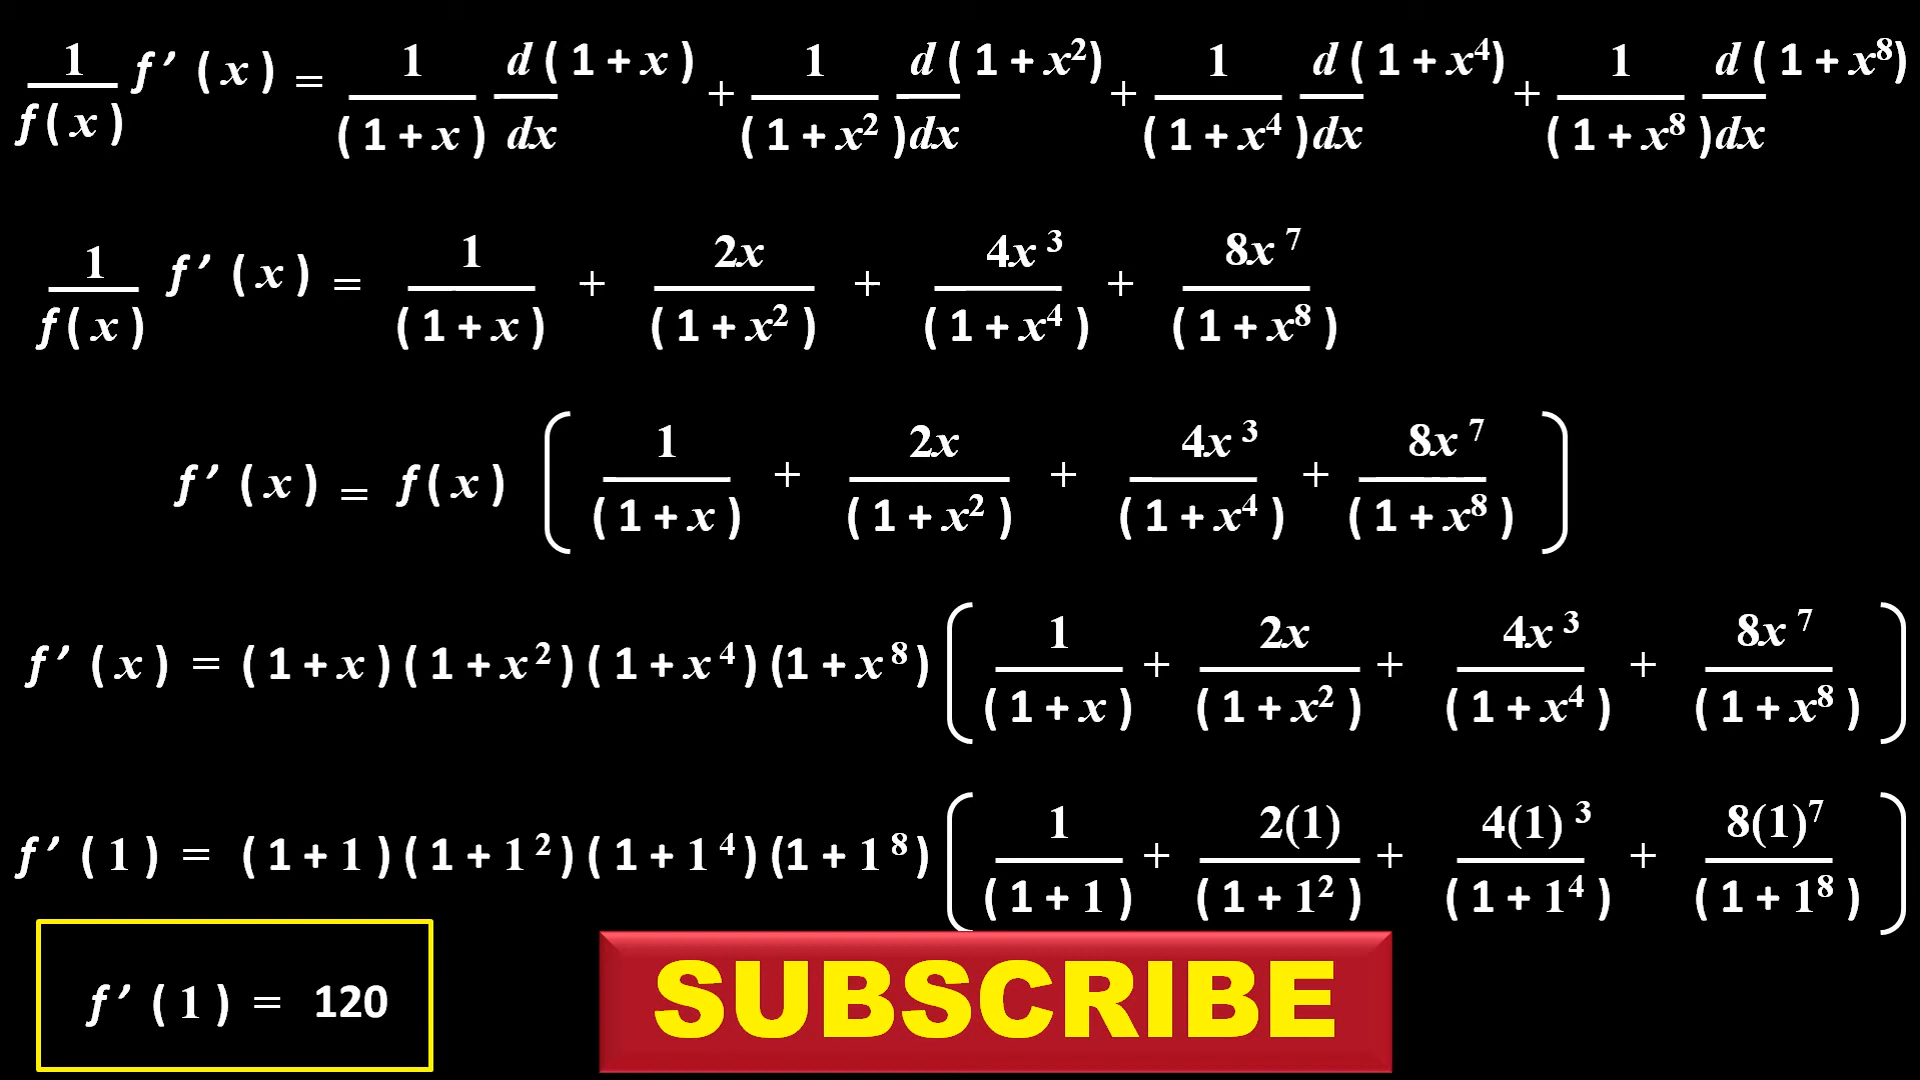 1/f(x) f′(x) = 1/(1+x) d(1+x)/dx + 1/(1+x²) d(1+x²)/dx + 1/(1+x⁴) d(1+x⁴)/dx + 1/(1+x⁸) d(1+x⁸)/dx
1/f(x) f′(x) = 1/(1+x) + 2x/(1+x²) + 4x³/(1+x⁴) + 8x⁷/(1+x⁸)
f′(x) = f(x) ( 1/(1+x) + 2x/(1+x²) + 4x³/(1+x⁴) + 8x⁷/(1+x⁸) )
f′(x) = (1+x)(1+x²)(1+x⁴)(1+x⁸) ( 1/(1+x) + 2x/(1+x²) + 4x³/(1+x⁴) + 8x⁷/(1+x⁸) )
f′(1) = (1+1)(1+1²)(1+1⁴)(1+1⁸) ( 1/(1+1) + 2(1)/(1+1²) + 4(1)³/(1+1⁴) + 8(1)⁷/(1+1⁸) )
f′(1) = 120
SUBSCRIBE